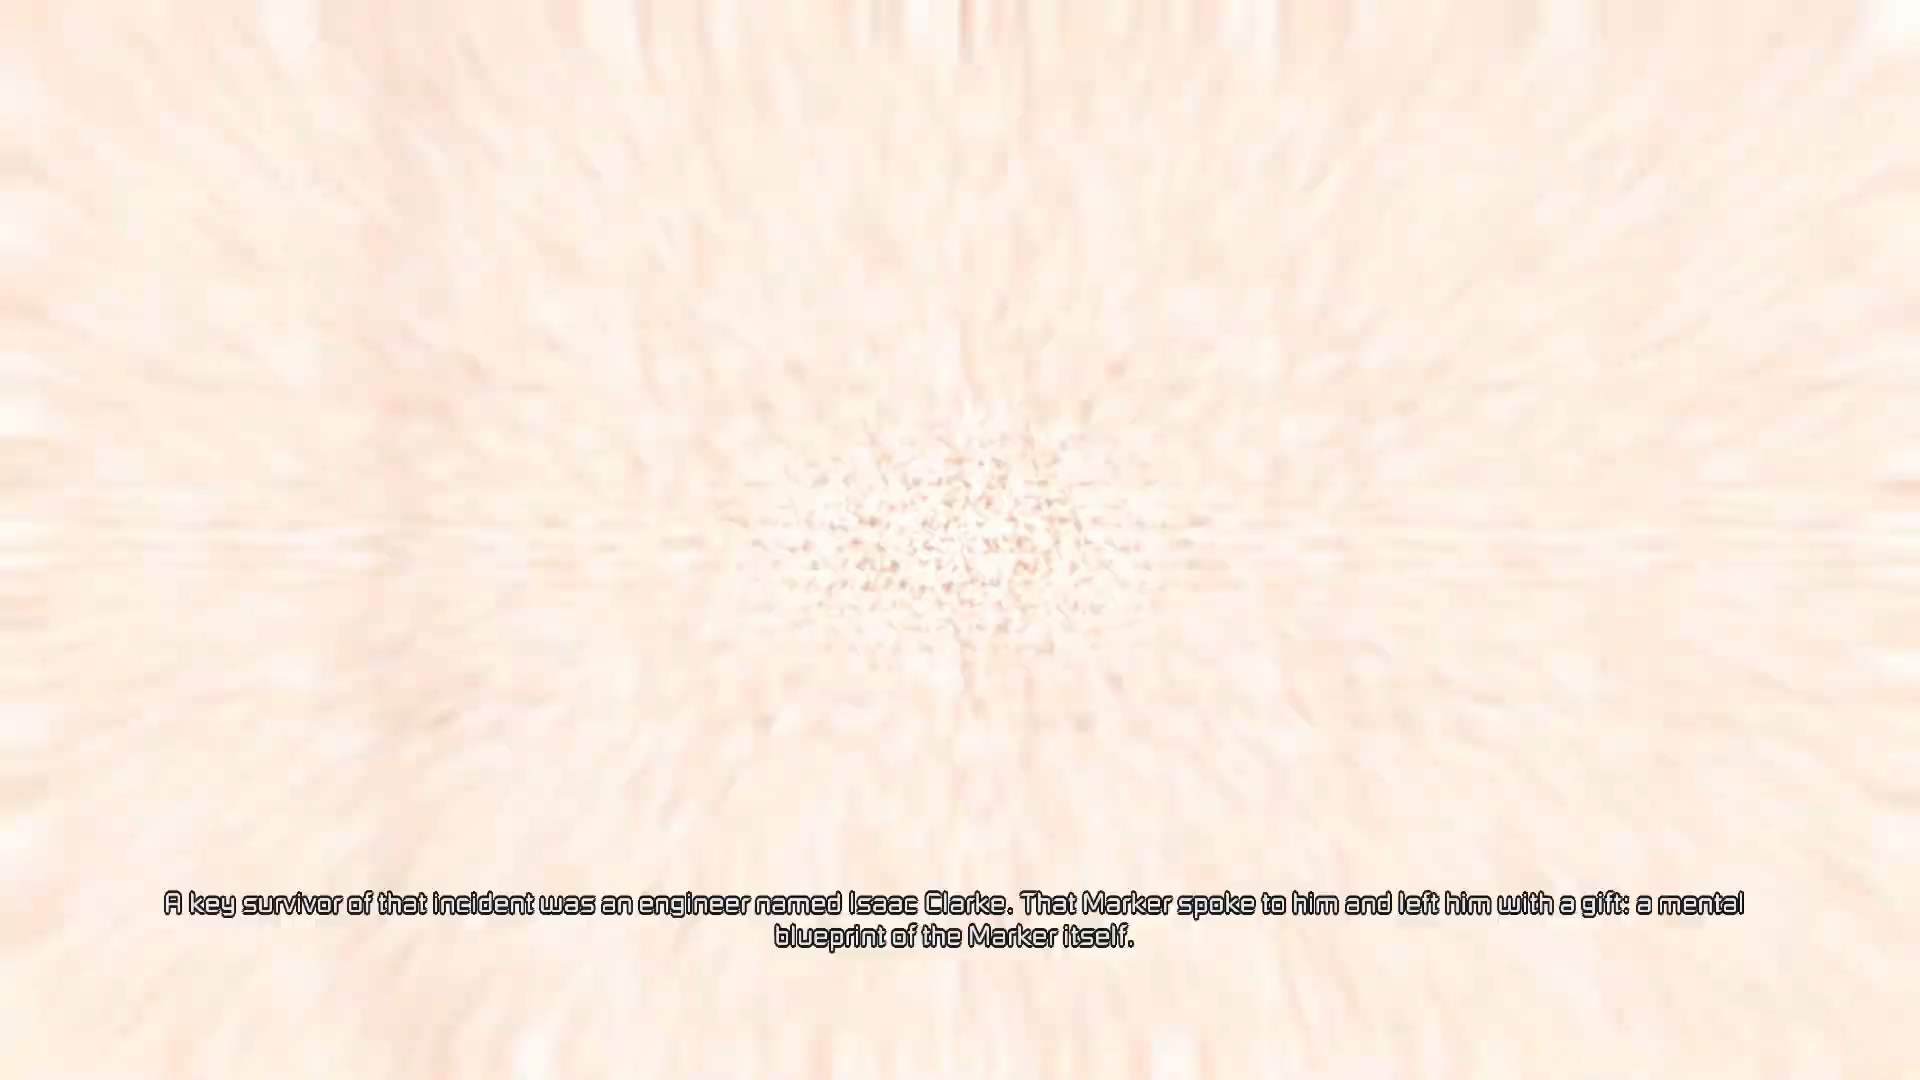 A key survivor of that incident was an engineer named Isaac Clarke. That Marker spoke to him and left him with a gift: a mental
blueprint of the Marker itself.